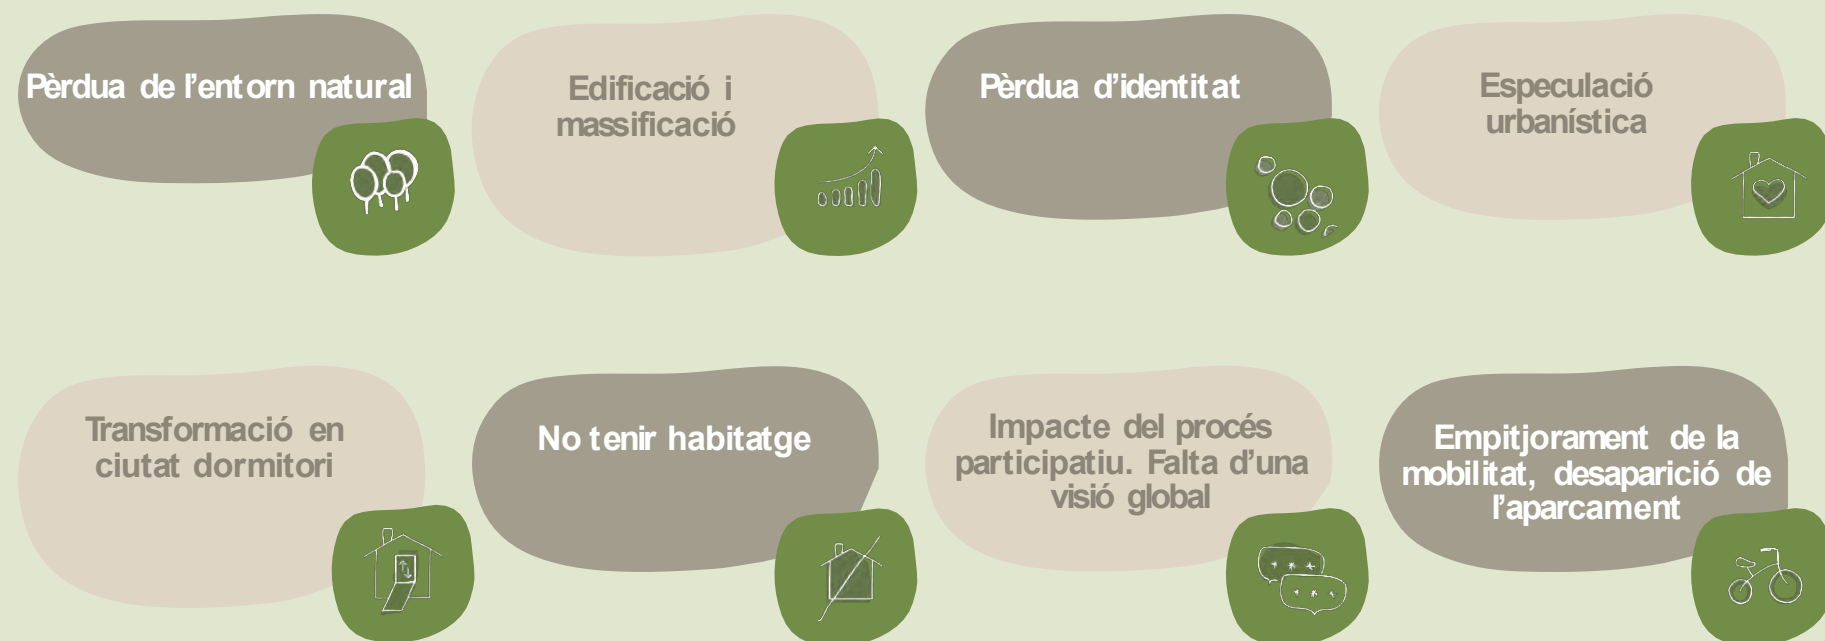 Pèrdua de l’entorn natural
Edificació i
massificació
Pèrdua d’identitat
Especulació
urbanística
Transformació en
ciutat dormitori
No tenir habitatge
Impacte del procés
participatiu. Falta d’una
visió global
Empitjorament de la
mobilitat, desaparició de
l’aparcament